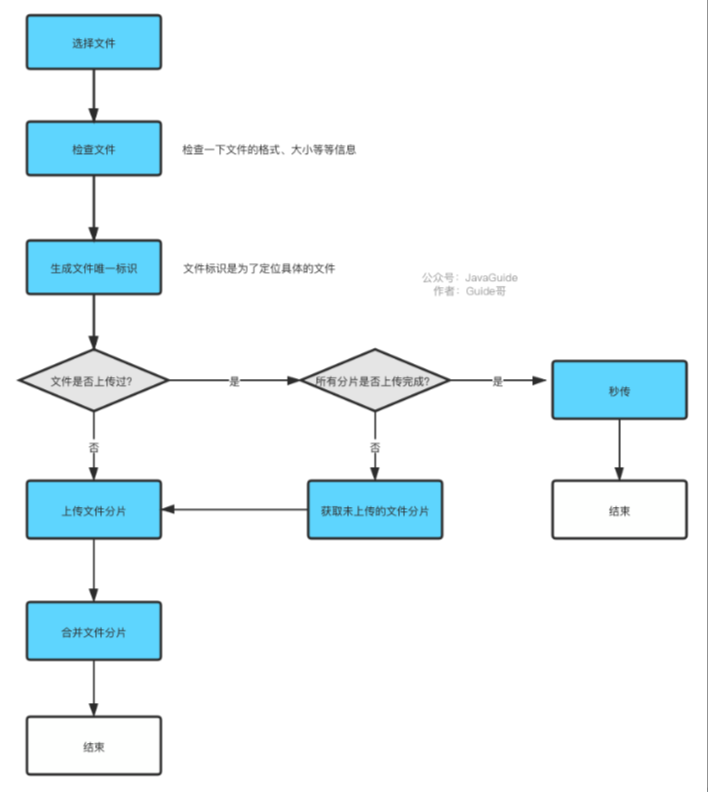 选择文件
检查文件
检查一下文件的格式、大小等等信息
生成文件唯一标识
文件标识是为了定位具体的文件
公众号：JavaGuide
作者：Guide哥
文件是否上传过?
是
所有分片是否上传完成?
是
秒传
否
否
上传文件分片
获取未上传的文件分片
结束
合并文件分片
结束